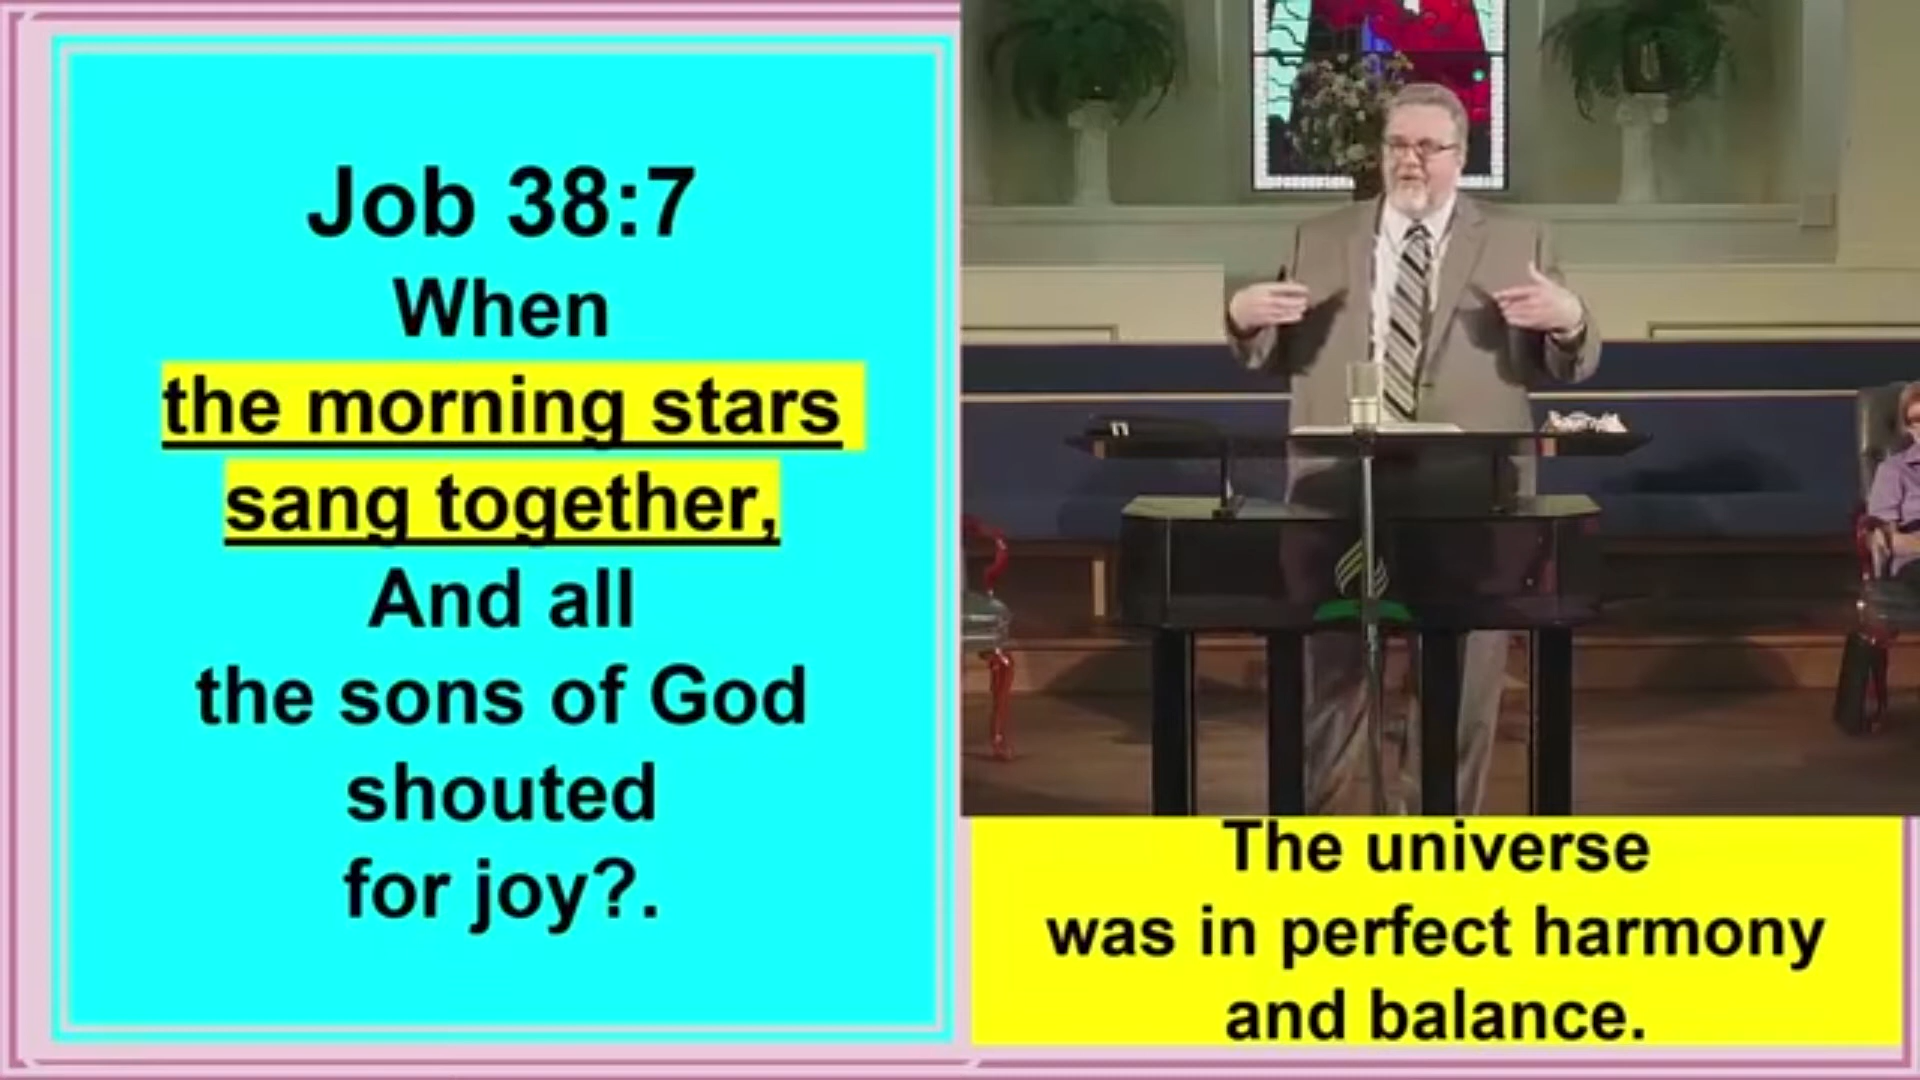 Job 38:7
When
the morning stars
sang together,
And all
the sons of God
shouted
for joy?.
The universe
was in perfect harmony
and balance.